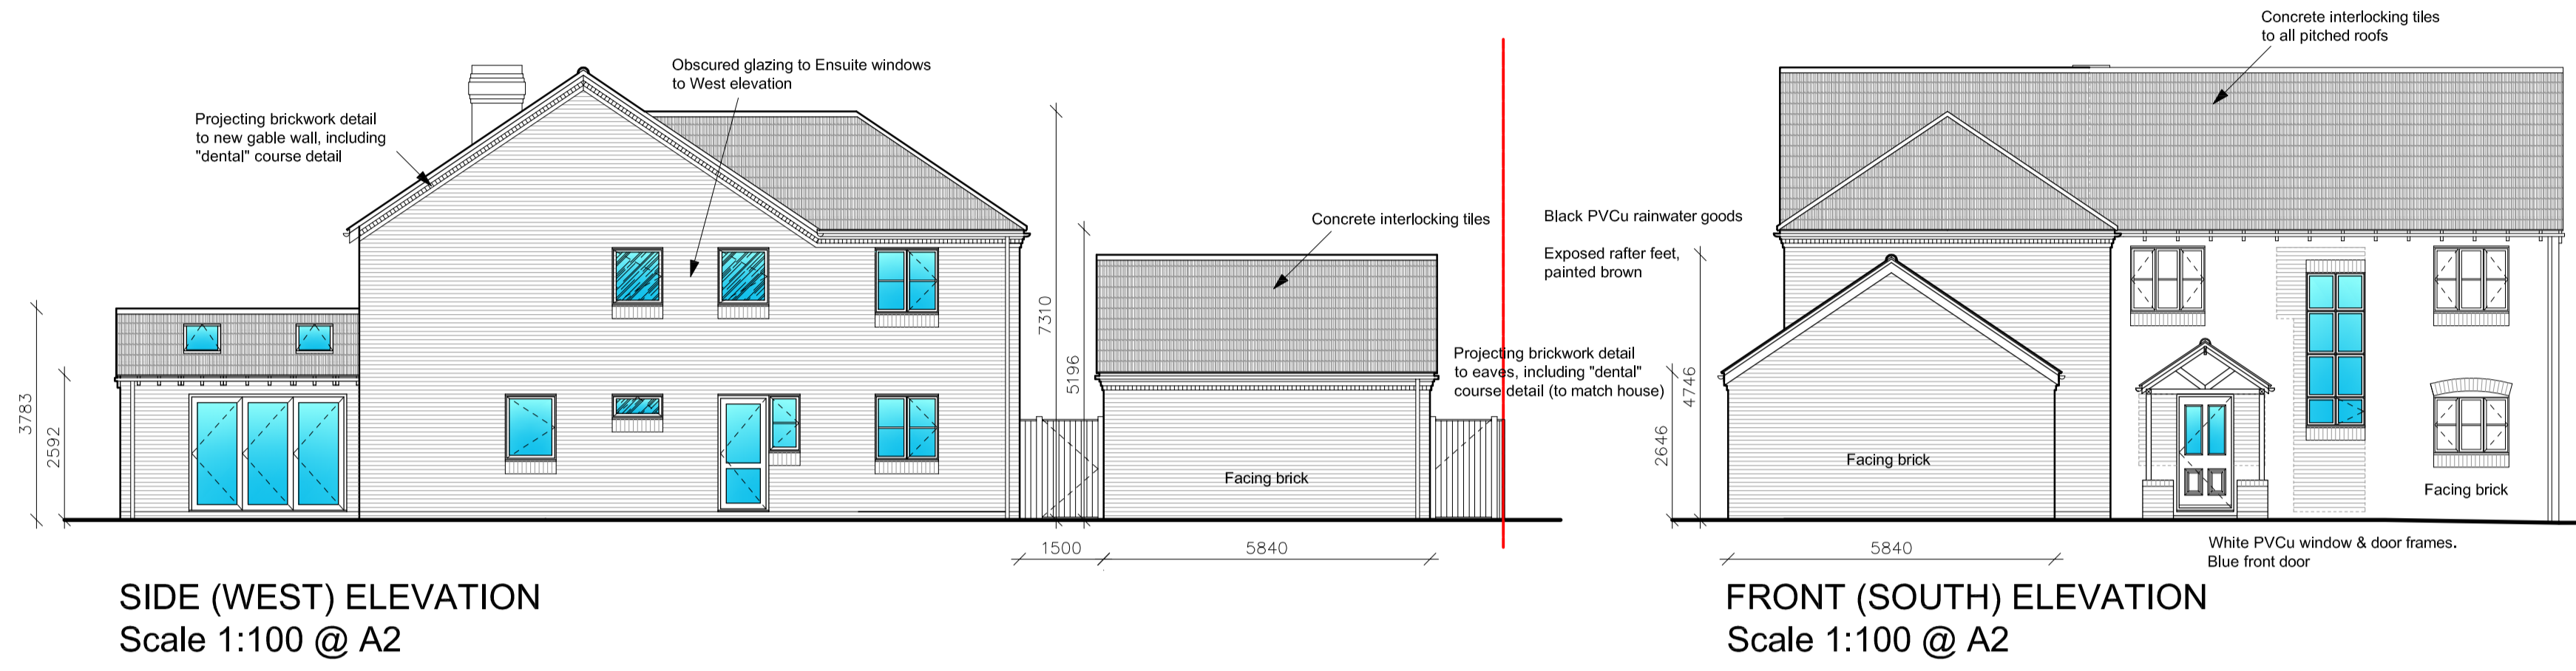 Concrete interlocking tiles
to all pitched roofs
Obscured glazing to Ensuite windows
to West elevation
Projecting brickwork detail
to new gable wall, including
"dental" course detail
Concrete interlocking tiles
Black PVCu rainwater goods
Exposed rafter feet,
painted brown
Projecting brickwork detail
to eaves, including "dental"
course detail (to match house)
3783
2592
7310
5196
4746
2646
Facing brick
Facing brick
Facing brick
1500
5840
5840
White PVCu window & door frames.
Blue front door
SIDE (WEST) ELEVATION
Scale 1:100 @ A2
FRONT (SOUTH) ELEVATION
Scale 1:100 @ A2